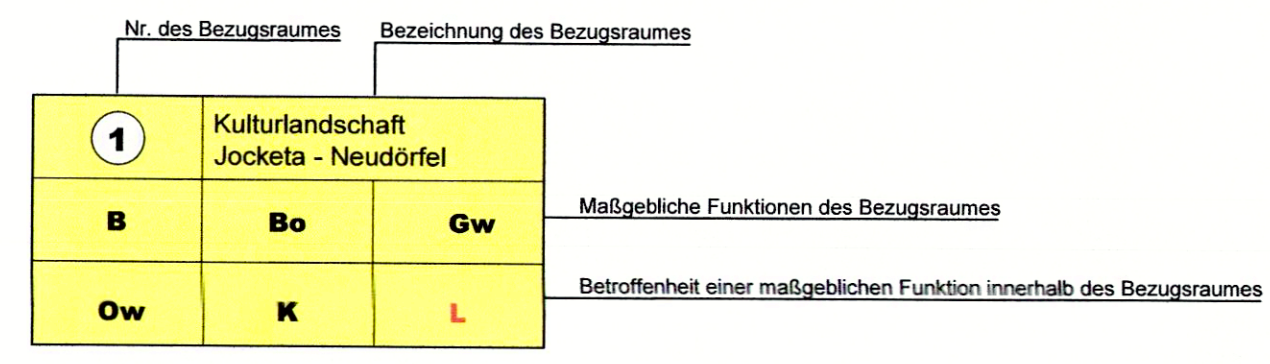 Nr. des Bezugsraumes
Bezeichnung des Bezugsraumes
1
Kulturlandschaft
Jocketa - Neudörfel
B
Bo
Gw
Maßgebliche Funktionen des Bezugsraumes
Ow
K
L
Betroffenheit einer maßgeblichen Funktion innerhalb des Bezugsraumes